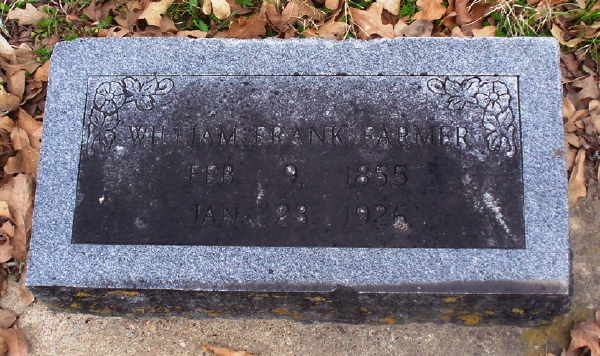 WILLIAM FRANK FARMER
FEB 9, 1855
JAN 23, 1926